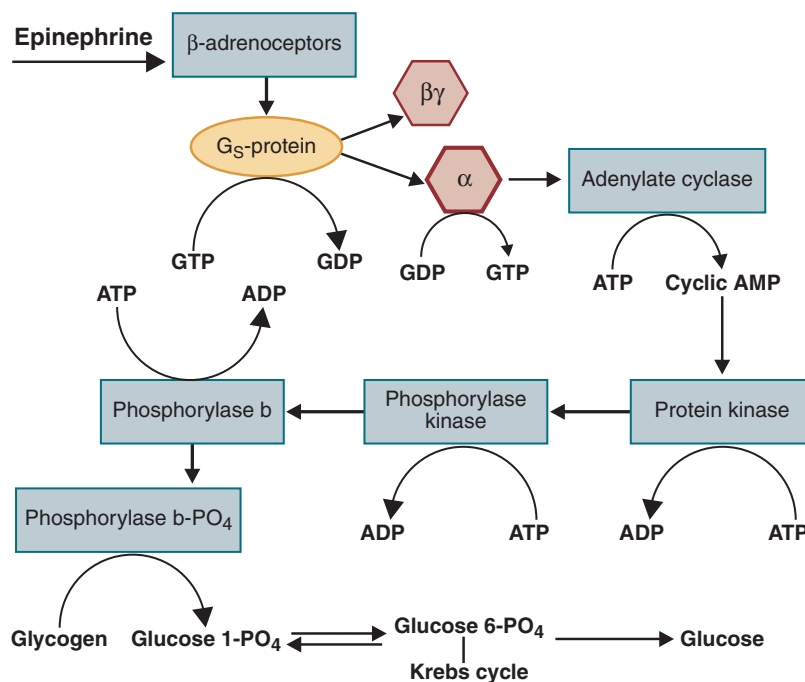 Epinephrine
β-adrenoceptors
βγ
GS-protein
α
Adenylate cyclase
GTP
GDP
GDP
GTP
ATP
Cyclic AMP
ATP
ADP
Phosphorylase b
Phosphorylase
kinase
Protein kinase
Phosphorylase b-PO4
ADP
ATP
ADP
ATP
Glycogen
Glucose 1-PO4
Glucose 6-PO4
Glucose
Krebs cycle